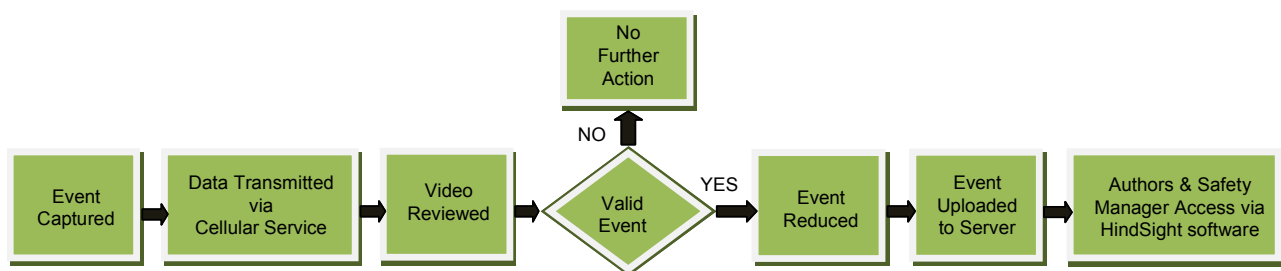 No
Further
Action
NO
Event
Captured
Data Transmitted
via
Cellular Service
Video
Reviewed
Valid
Event
YES
Event
Reduced
Event
Uploaded
to Server
Authors & Safety
Manager Access via
HindSight software